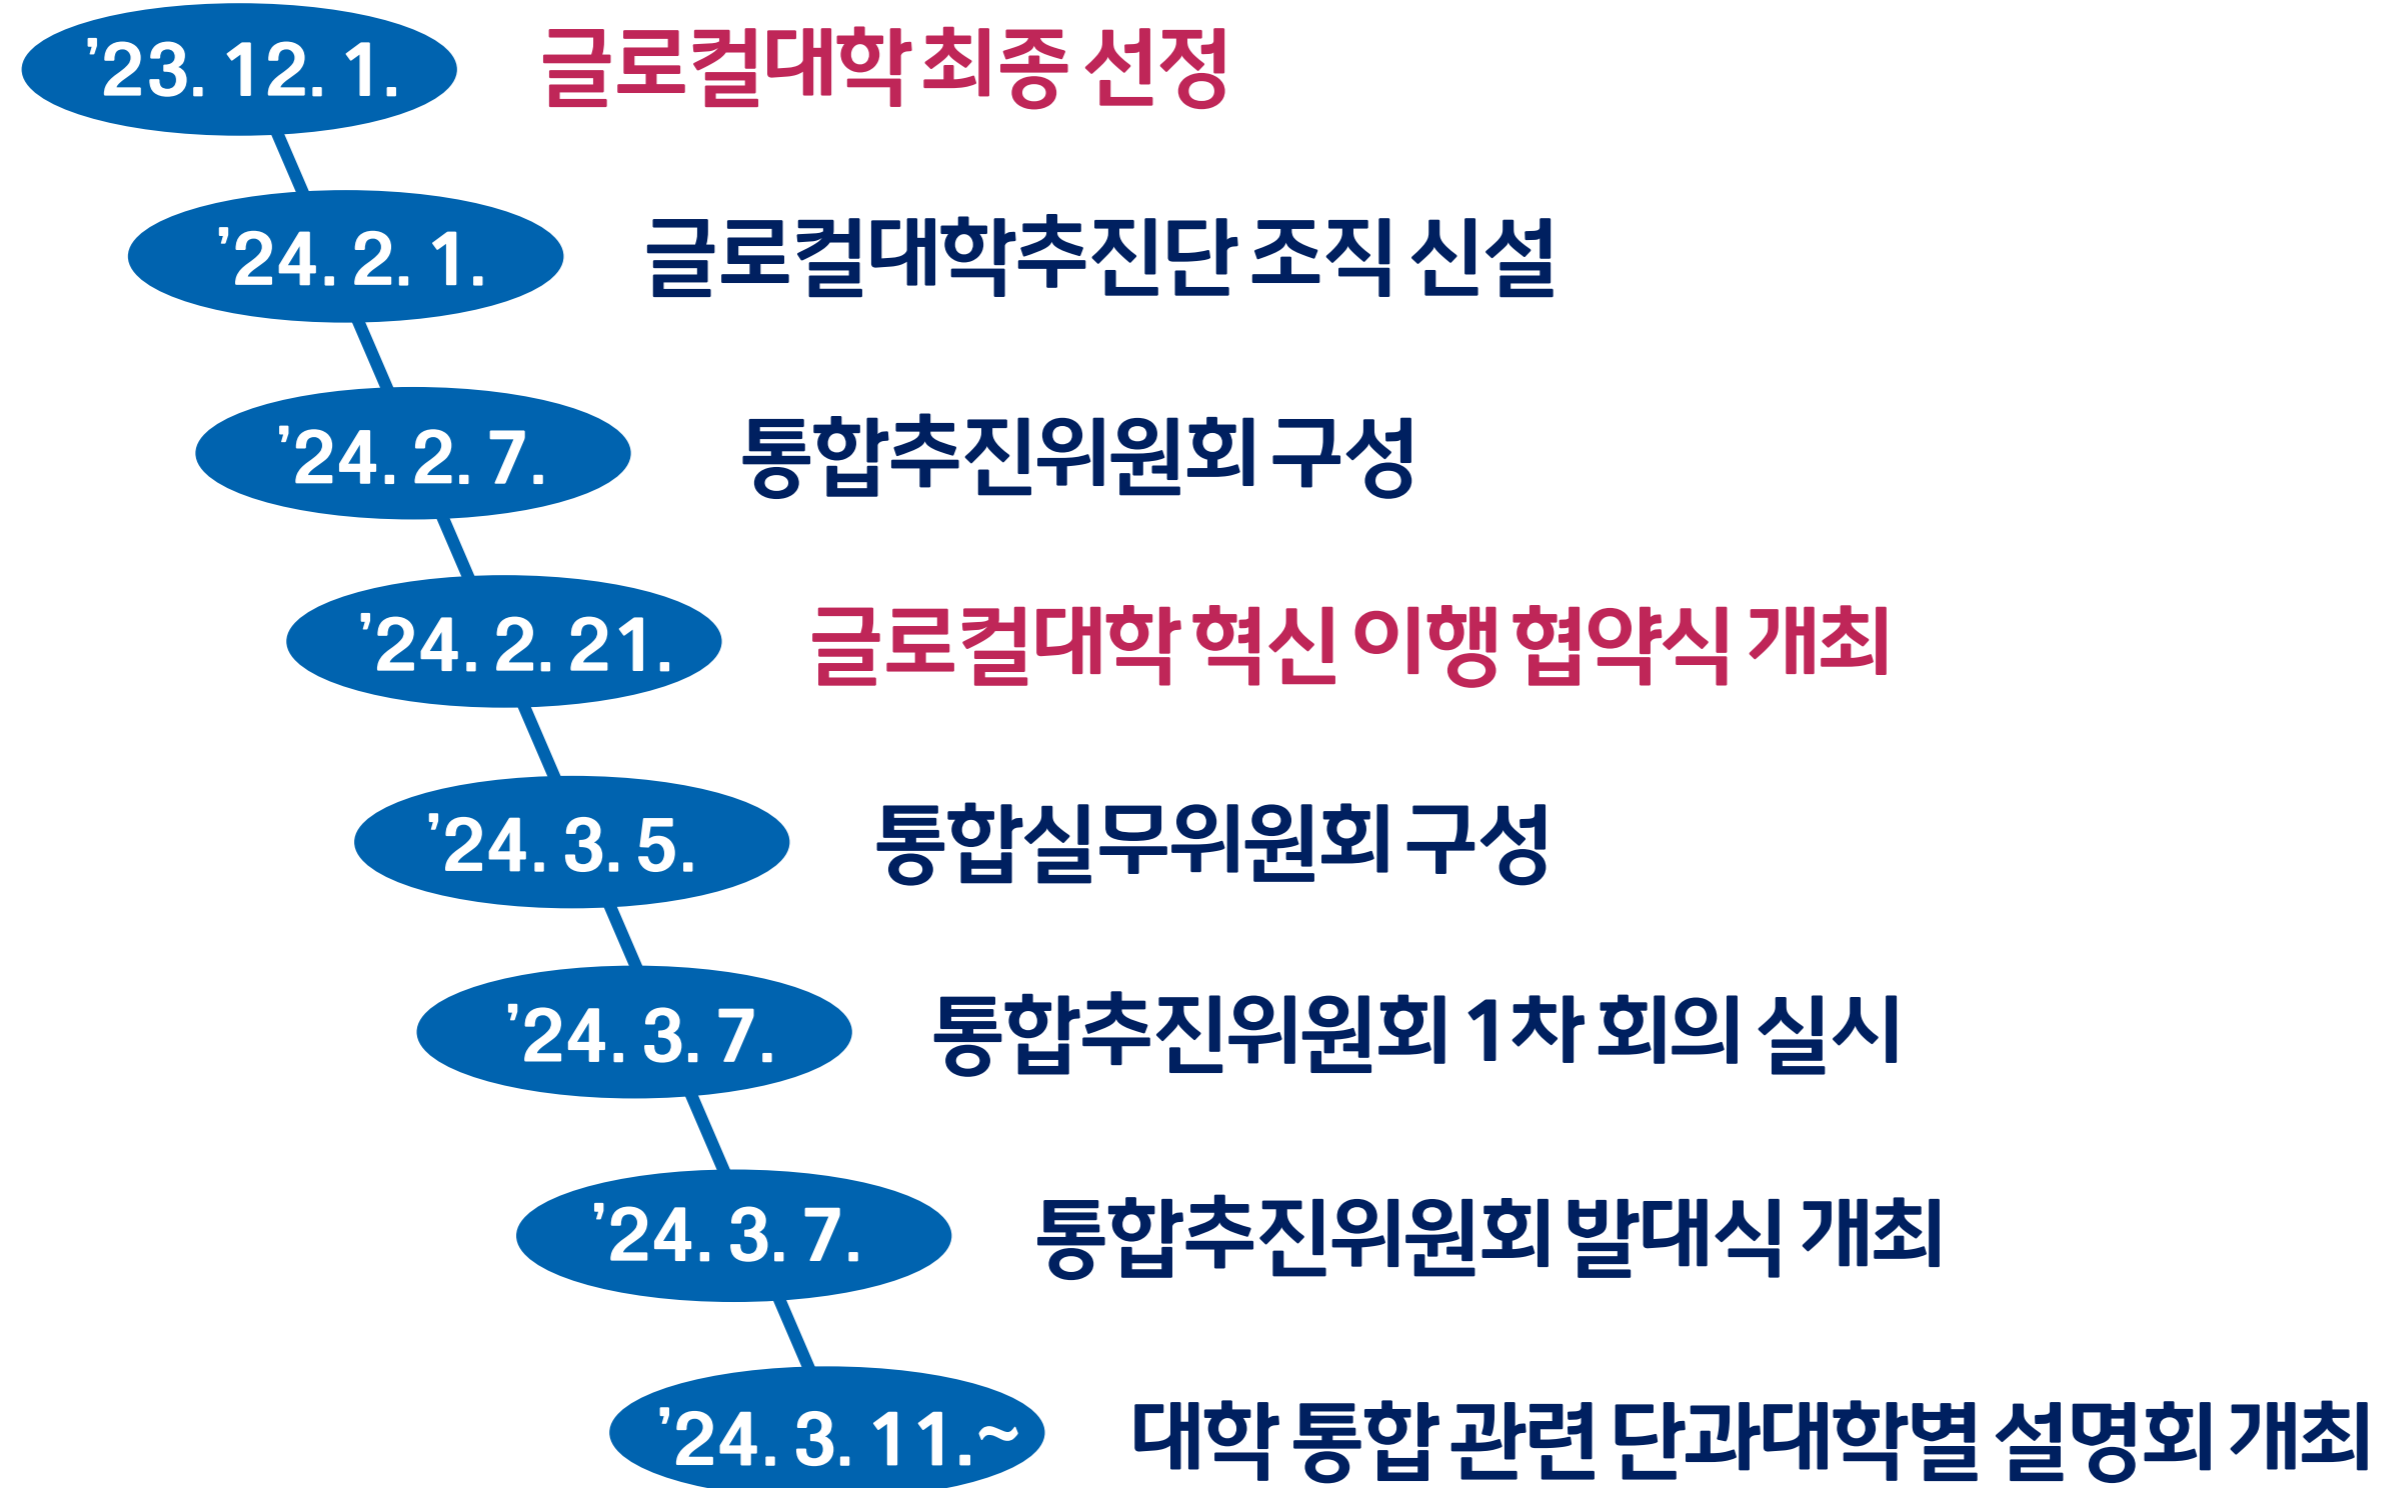 ’23. 12. 1. 글로컬대학 최종 선정
’24. 2. 1. 글로컬대학추진단 조직 신설
’24. 2. 7. 통합추진위원회 구성
’24. 2. 21. 글로컬대학 혁신 이행 협약식 개최
’24. 3. 5. 통합실무위원회 구성
’24. 3. 7. 통합추진위원회 1차 회의 실시
’24. 3. 7. 통합추진위원회 발대식 개최
’24. 3. 11.~ 대학 통합 관련 단과대학별 설명회 개최